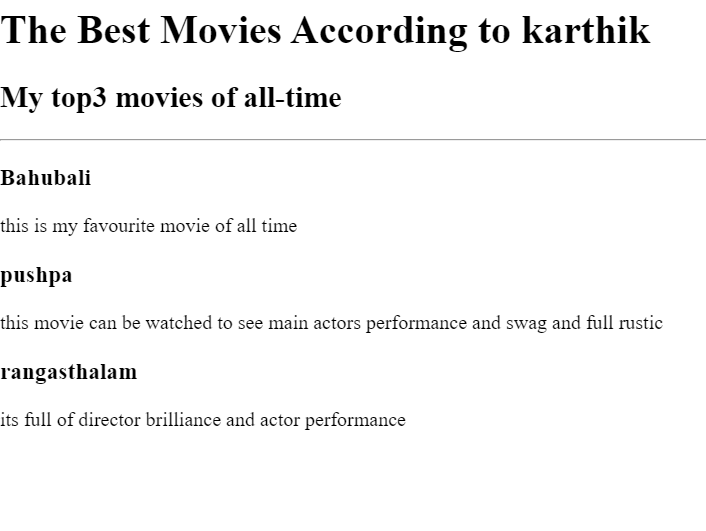 The Best Movies According to karthik
My top3 movies of all-time
Bahubali
this is my favourite movie of all time
pushpa
this movie can be watched to see main actors performance and swag and full rustic
rangasthalam
its full of director brilliance and actor performance